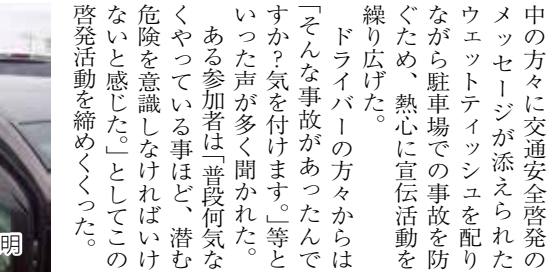 中の方々に交通安全啓発の
メッセージが添えられた
ウェットティッシュを配り
ながら駐車場での事故を防
ぐため、熱心に宣伝活動を
繰り広げた。
ドライバーの方々からは
「そんな事故があったんで
すか?気を付けます。」等と
いった声が多く聞かれた。
ある参加者は「普段何気な
くやっている事ほど、潜む
危険を意識しなければいけ
ないと感じた。」としてこの
啓発活動を締めくくった。
明